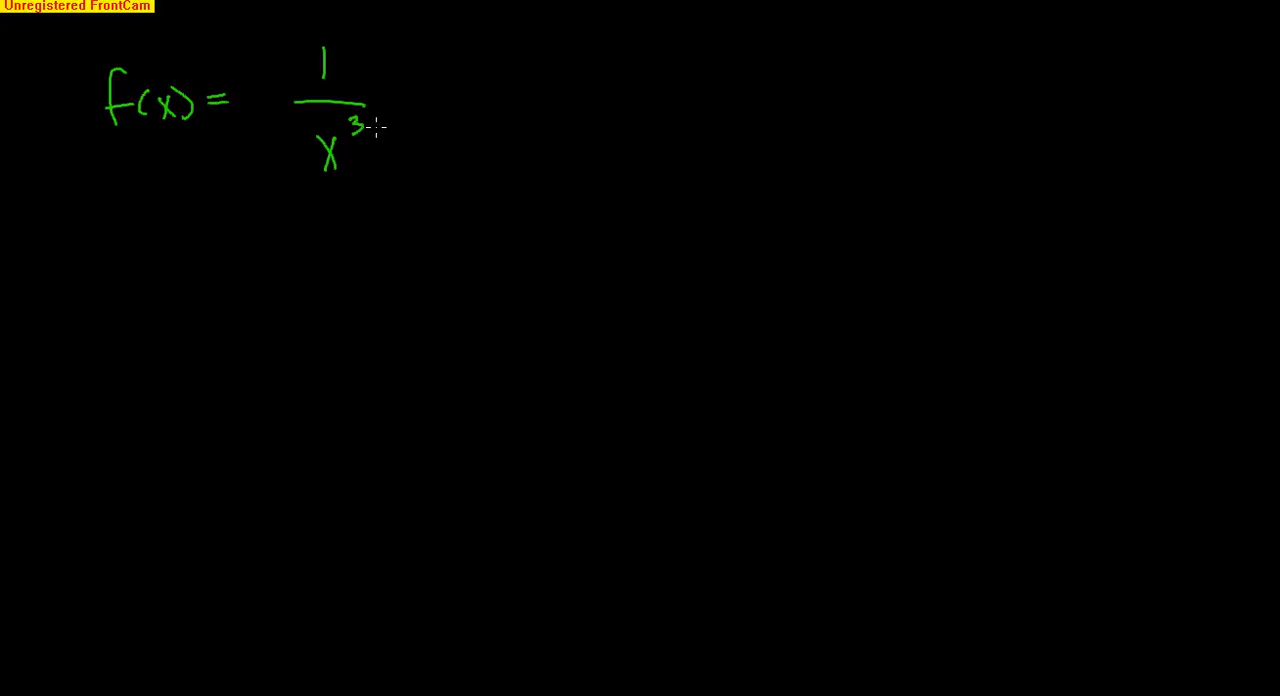 Unregistered FrontCam
f(x) = 1/x³